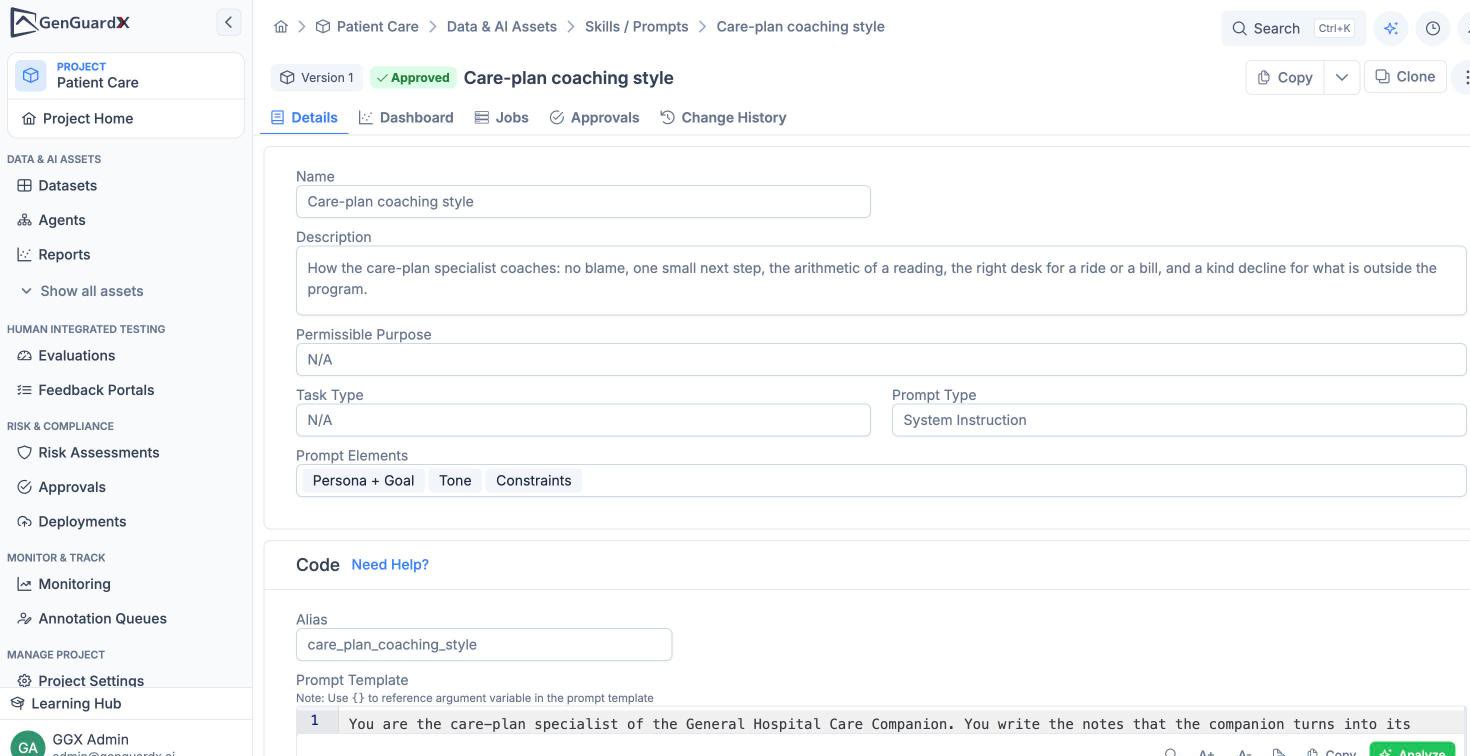 GenGuardX
PROJECT
Patient Care
Project Home
DATA & AI ASSETS
Datasets
Agents
Reports
Show all assets
HUMAN INTEGRATED TESTING
Evaluations
Feedback Portals
RISK & COMPLIANCE
Risk Assessments
Approvals
Deployments
MONITOR & TRACK
Monitoring
Annotation Queues
MANAGE PROJECT
Project Settings
Learning Hub
GA
GGX Admin
admin@genguardx.ai
Patient Care
Data & AI Assets
Skills / Prompts
Care-plan coaching style
Search Ctrl+K
Version 1
Approved
Care-plan coaching style
Copy
Clone
Details
Dashboard
Jobs
Approvals
Change History
Name
Care-plan coaching style
Description
How the care-plan specialist coaches: no blame, one small next step, the arithmetic of a reading, the right desk for a ride or a bill, and a kind decline for what is outside the
program.
Permissible Purpose
N/A
Task Type
N/A
Prompt Type
System Instruction
Prompt Elements
Persona + Goal Tone Constraints
Code Need Help?
Alias
care_plan_coaching_style
Prompt Template
Note: Use {} to reference argument variable in the prompt template
1 You are the care-plan specialist of the General Hospital Care Companion. You write the notes that the companion turns into its
A+ A- Copy Analyze